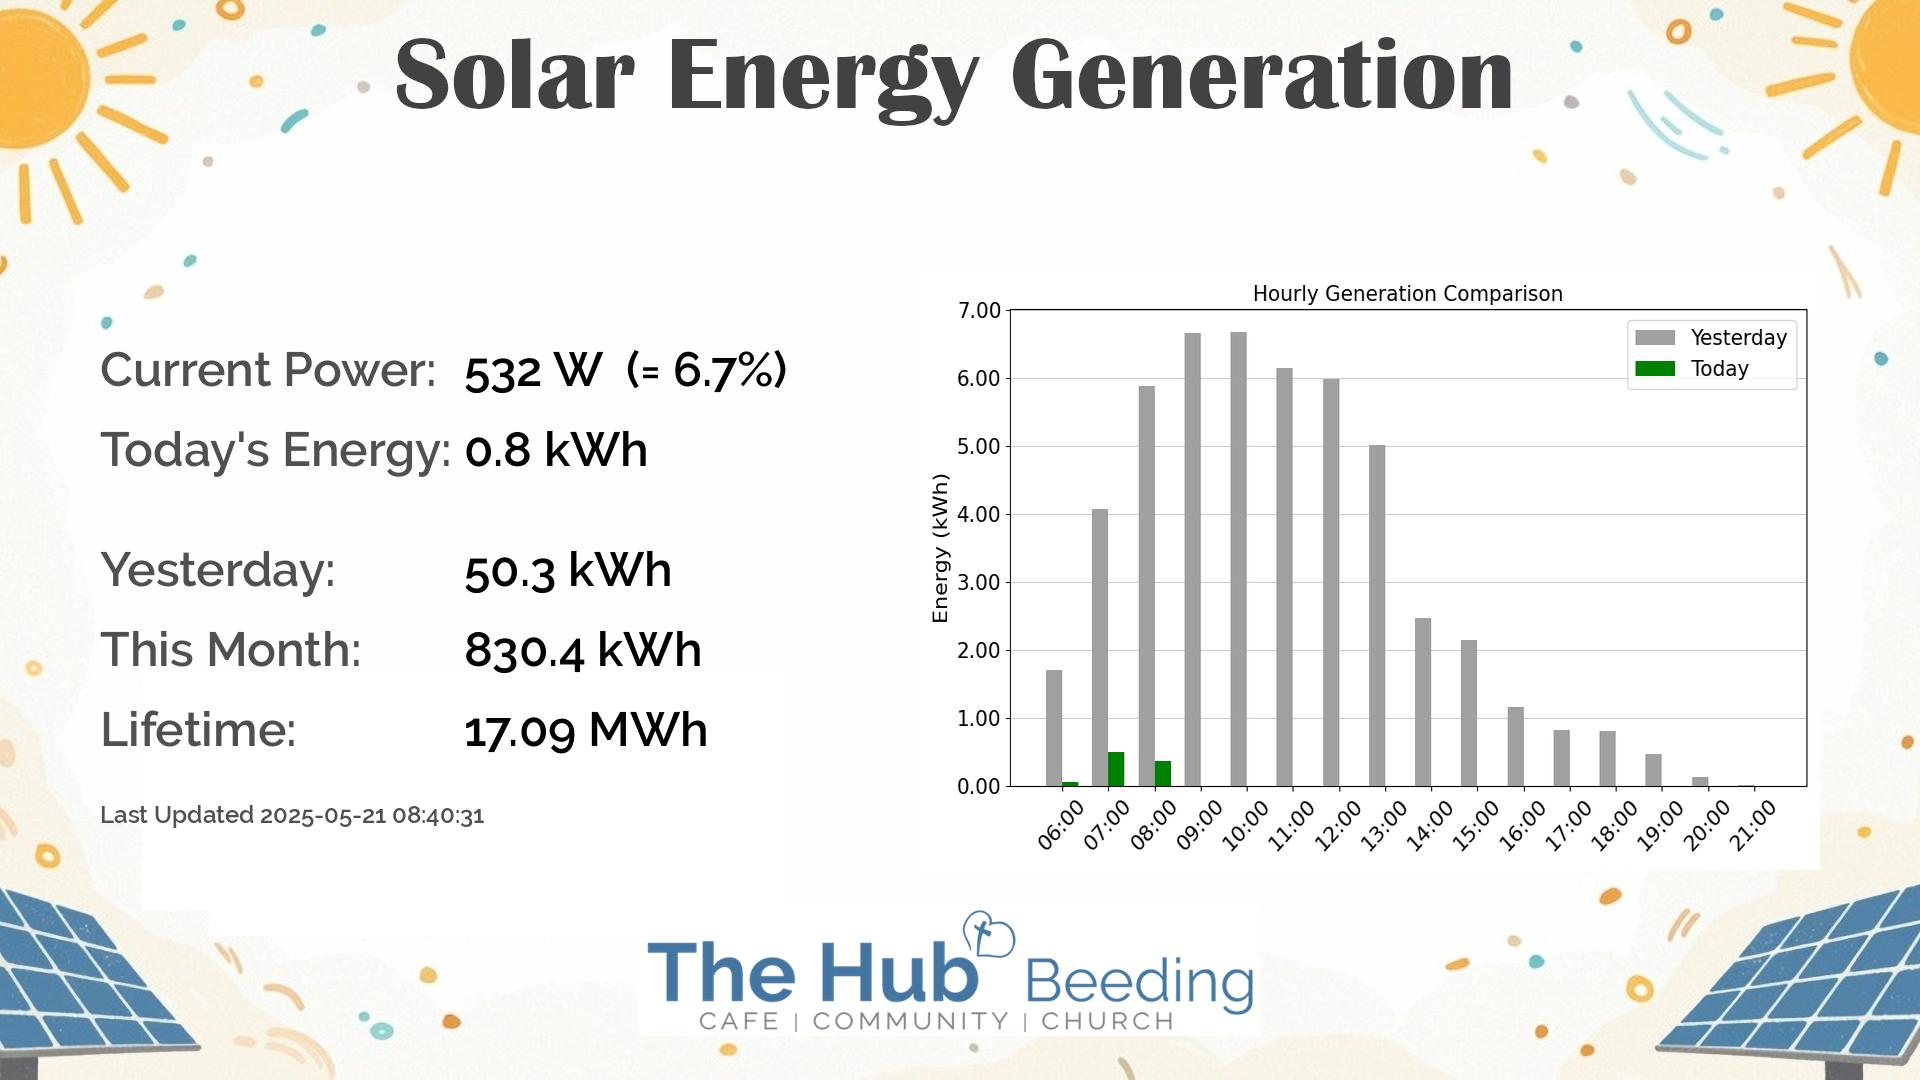 Solar Energy Generation
Current Power: 532 W (= 6.7%)
Today's Energy: 0.8 kWh
Yesterday: 50.3 kWh
This Month: 830.4 kWh
Lifetime: 17.09 MWh
Last Updated 2025-05-21 08:40:31
Hourly Generation Comparison
Yesterday
Today
Energy (kWh)
7.00
6.00
5.00
4.00
3.00
2.00
1.00
0.00
06:00 07:00 08:00 09:00 10:00 11:00 12:00 13:00 14:00 15:00 16:00 17:00 18:00 19:00 20:00 21:00
The Hub Beeding
CAFE | COMMUNITY | CHURCH